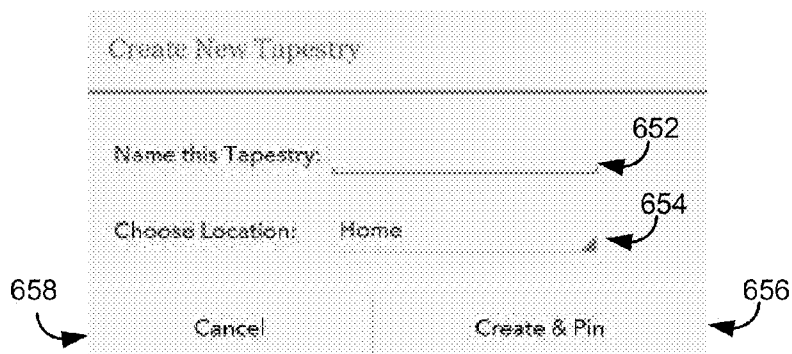 Create New Tapestry
652
Name this Tapestry:
654
Choose Location: Home
658
656
Cancel Create & Pin